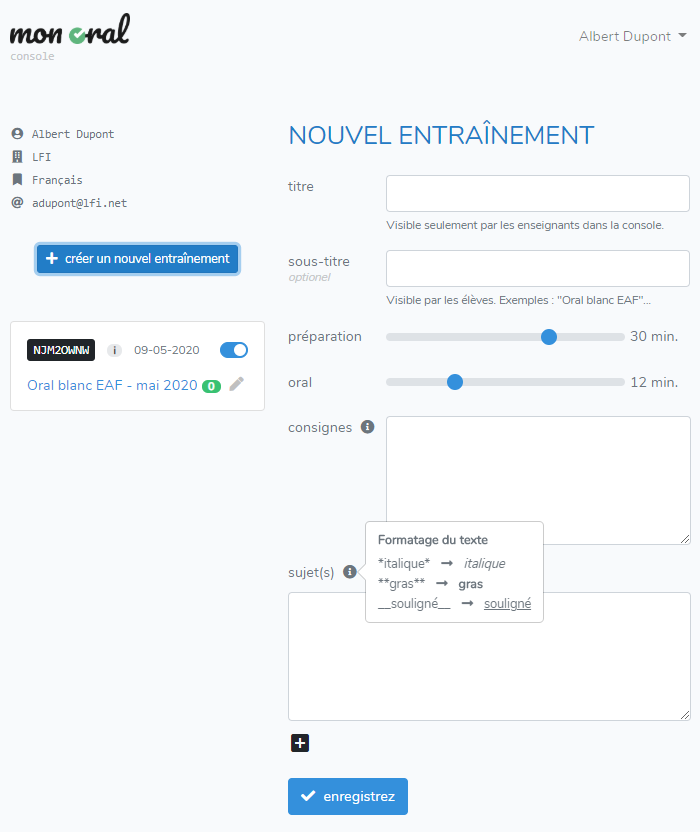 mon oral
console
Albert Dupont
Albert Dupont
LFI
Français
adupont@lfi.net
créer un nouvel entraînement
NJM2OWNW 09-05-2020
Oral blanc EAF - mai 2020 0
NOUVEL ENTRAÎNEMENT
titre
Visible seulement par les enseignants dans la console.
sous-titre
optionel
Visible par les élèves. Exemples : "Oral blanc EAF"...
préparation 30 min.
oral 12 min.
consignes
Formatage du texte
*italique* → italique
**gras** → gras
__souligné__ → souligné
sujet(s)
enregistrez